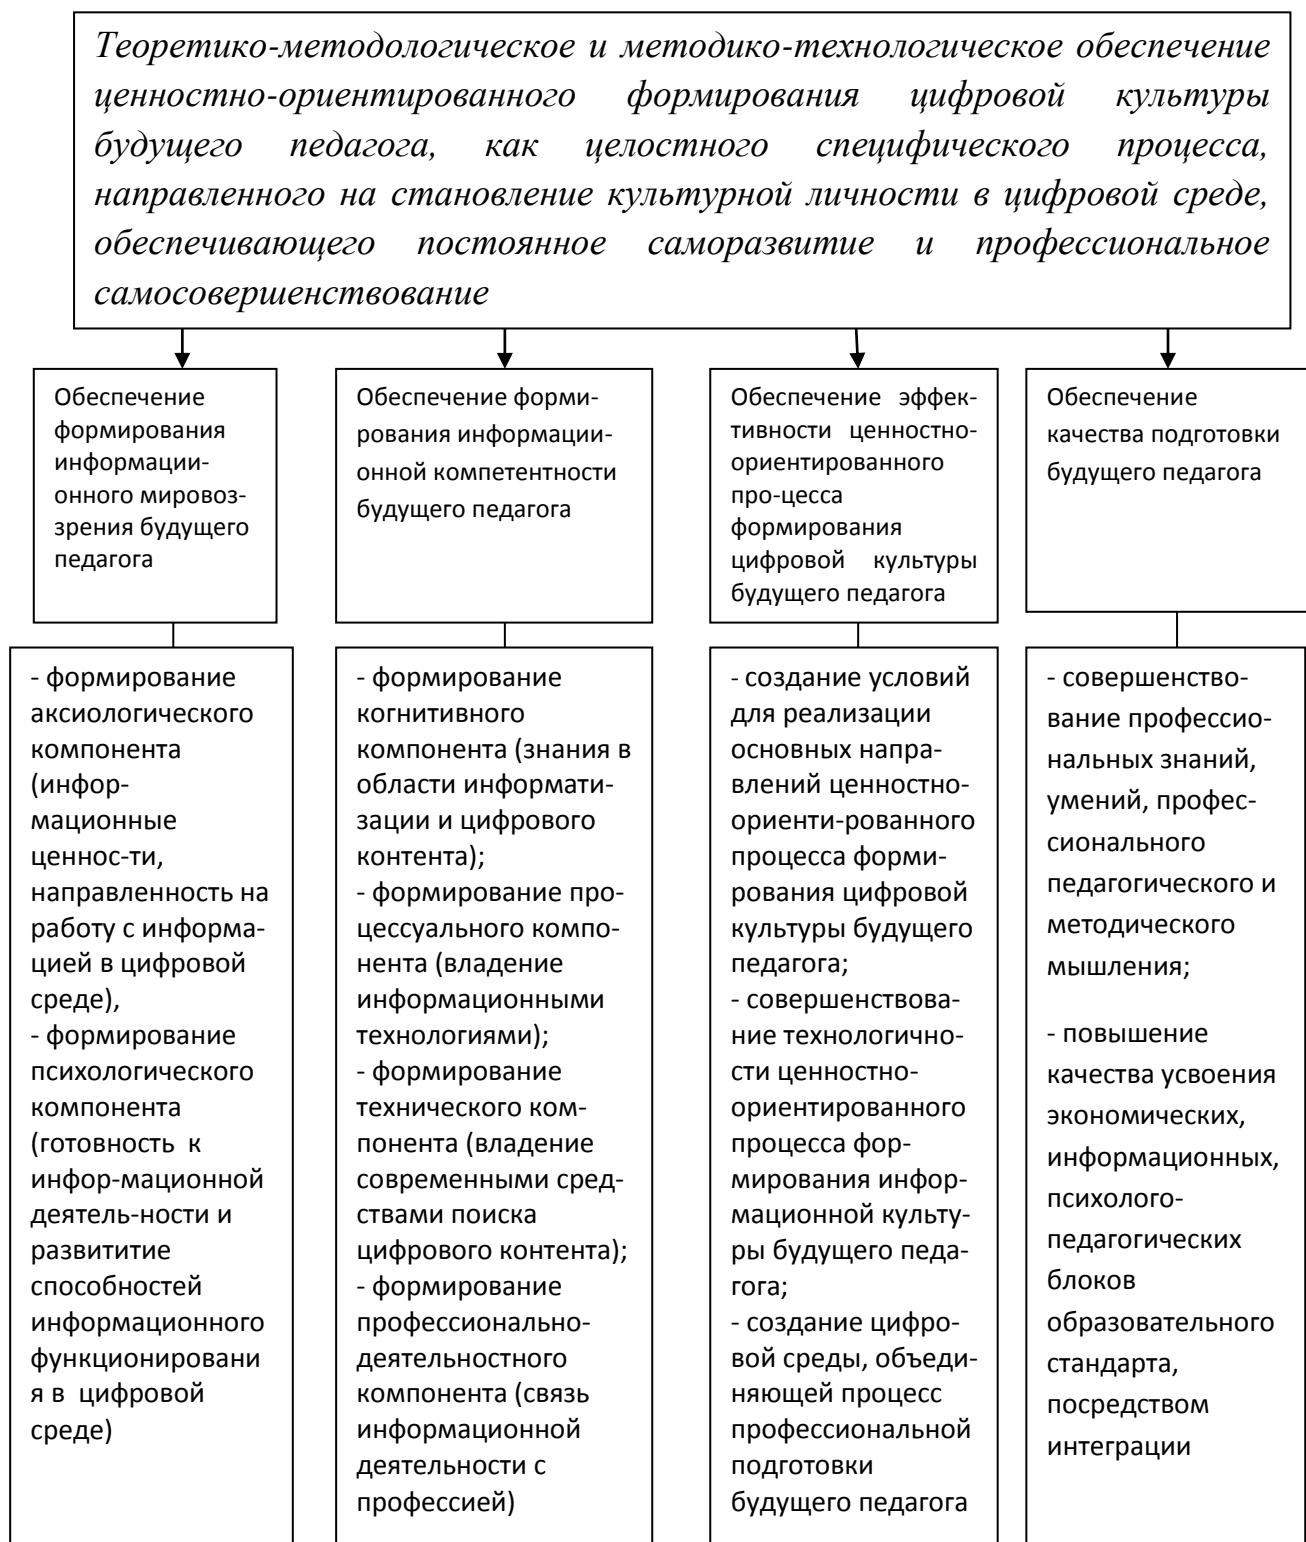 Теоретико-методологическое и методико-технологическое обеспечение
ценностно-ориентированного формирования цифровой культуры
будущего педагога, как целостного специфического процесса,
направленного на становление культурной личности в цифровой среде,
обеспечивающего постоянное саморазвитие и профессиональное
самосовершенствование
Обеспечение
формирования
информации-
онного мировоз-
зрения будущего
педагога
Обеспечение форми-
рования информации-
онной компетентности
будущего педагога
Обеспечение эффек-
тивности ценностно-
ориентированного
про-цесса
формирования
цифровой культуры
будущего педагога
Обеспечение
качества подготовки
будущего педагога
- формирование
аксиологического
компонента
(инфор-
мационные
ценнос-ти,
направленность на
работу с информа-
цией в цифровой
среде),
- формирование
психологического
компонента
(готовность к
инфор-мационной
деятель-ности и
развититие
способностей
информационного
функционировани
я в цифровой
среде)
- формирование
когнитивного
компонента (знания в
области информати-
зации и цифрового
контента);
- формирование про-
цессуального компо-
нента (владение
информационными
технологиями);
- формирование
технического ком-
понента (владение
современными сред-
ствами поиска
цифрового контента);
- формирование
профессионально-
деятельностного
компонента (связь
информационной
деятельности с
профессией)
- создание условий
для реализации
основных направ-
влений ценностно-
ориенти-рованного
процесса форми-
рования цифровой
культуры будущего
педагога;
- совершенствова-
ние технологично-
сти ценностно-
ориентированного
процесса фор-
мирования инфор-
мационной культу-
ры будущего педа-
гога;
- создание цифро-
вой среды, объеди-
няющей процесс
профессиональной
подготовки
будущего педагога
- совершенство-
вание профессио-
нальных знаний,
умений, профес-
сионального
педагогического и
методического
мышления;
- повышение
качества усвоения
экономических,
информационных,
психолого-
педагогических
блоков
образовательного
стандарта,
посредством
интеграции